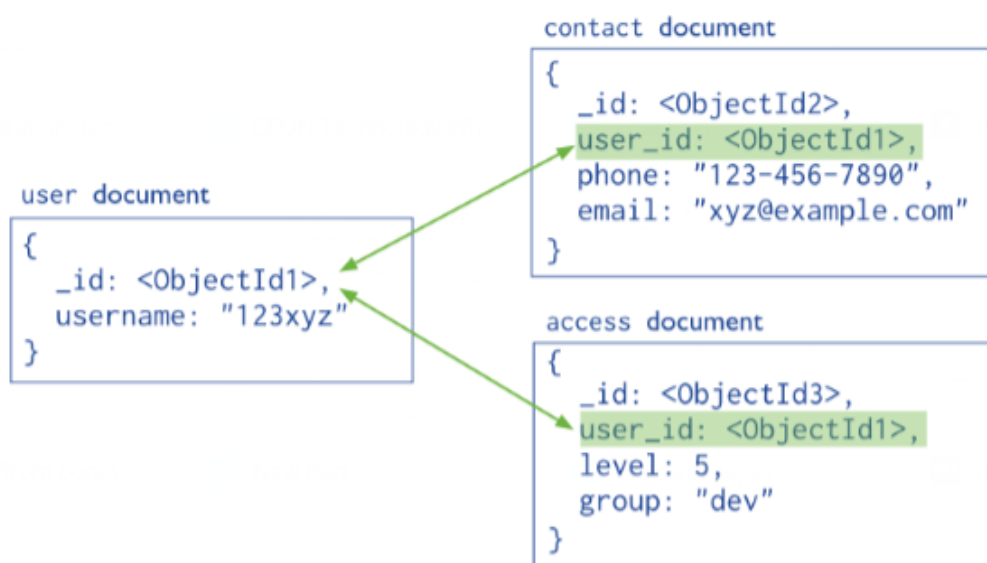 user document
{
_id: <ObjectId1>,
username: "123xyz"
}
contact document
{
_id: <ObjectId2>,
user_id: <ObjectId1>,
phone: "123-456-7890",
email: "xyz@example.com"
}
access document
{
_id: <ObjectId3>,
user_id: <ObjectId1>,
level: 5,
group: "dev"
}